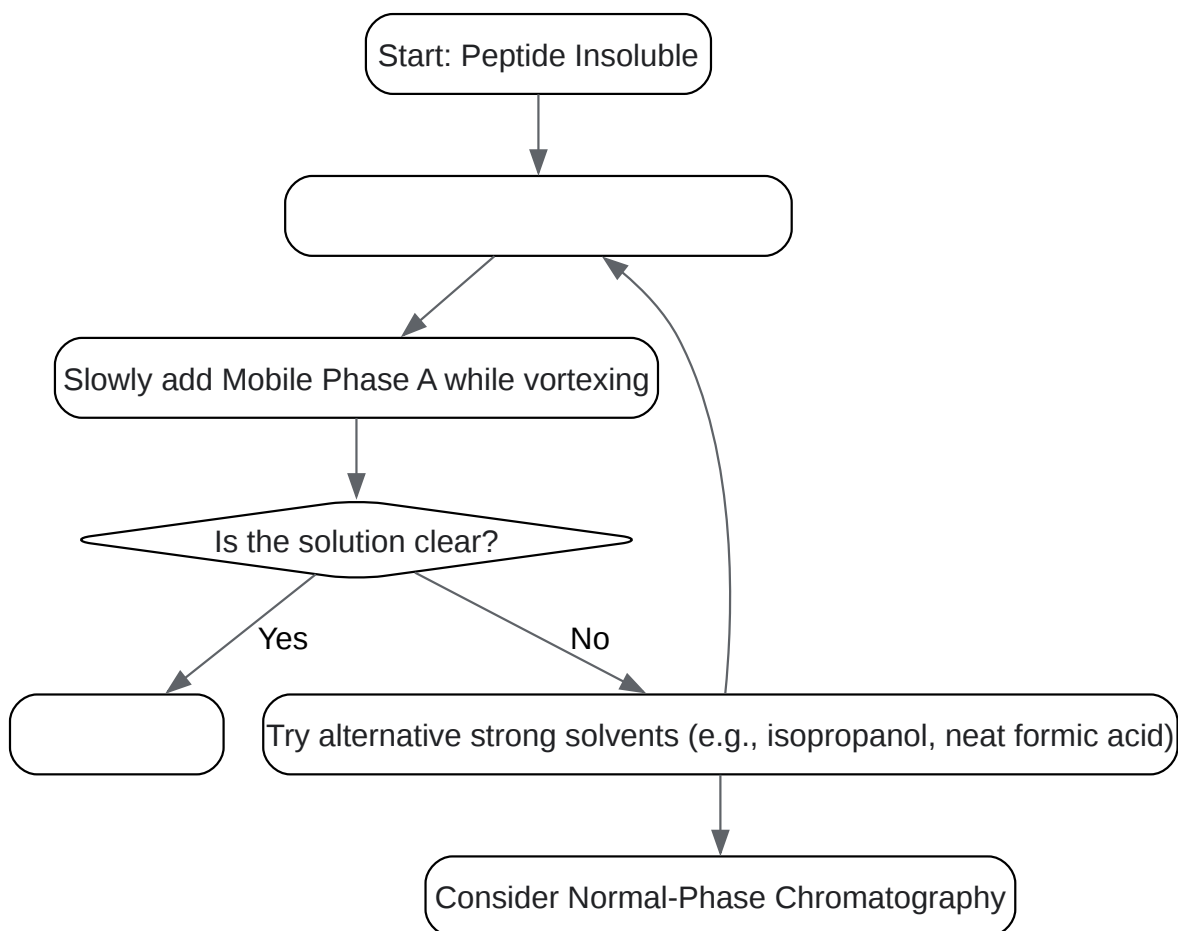 Start: Peptide Insoluble
Slowly add Mobile Phase A while vortexing
Is the solution clear?
Yes
No
Try alternative strong solvents (e.g., isopropanol, neat formic acid)
Consider Normal-Phase Chromatography